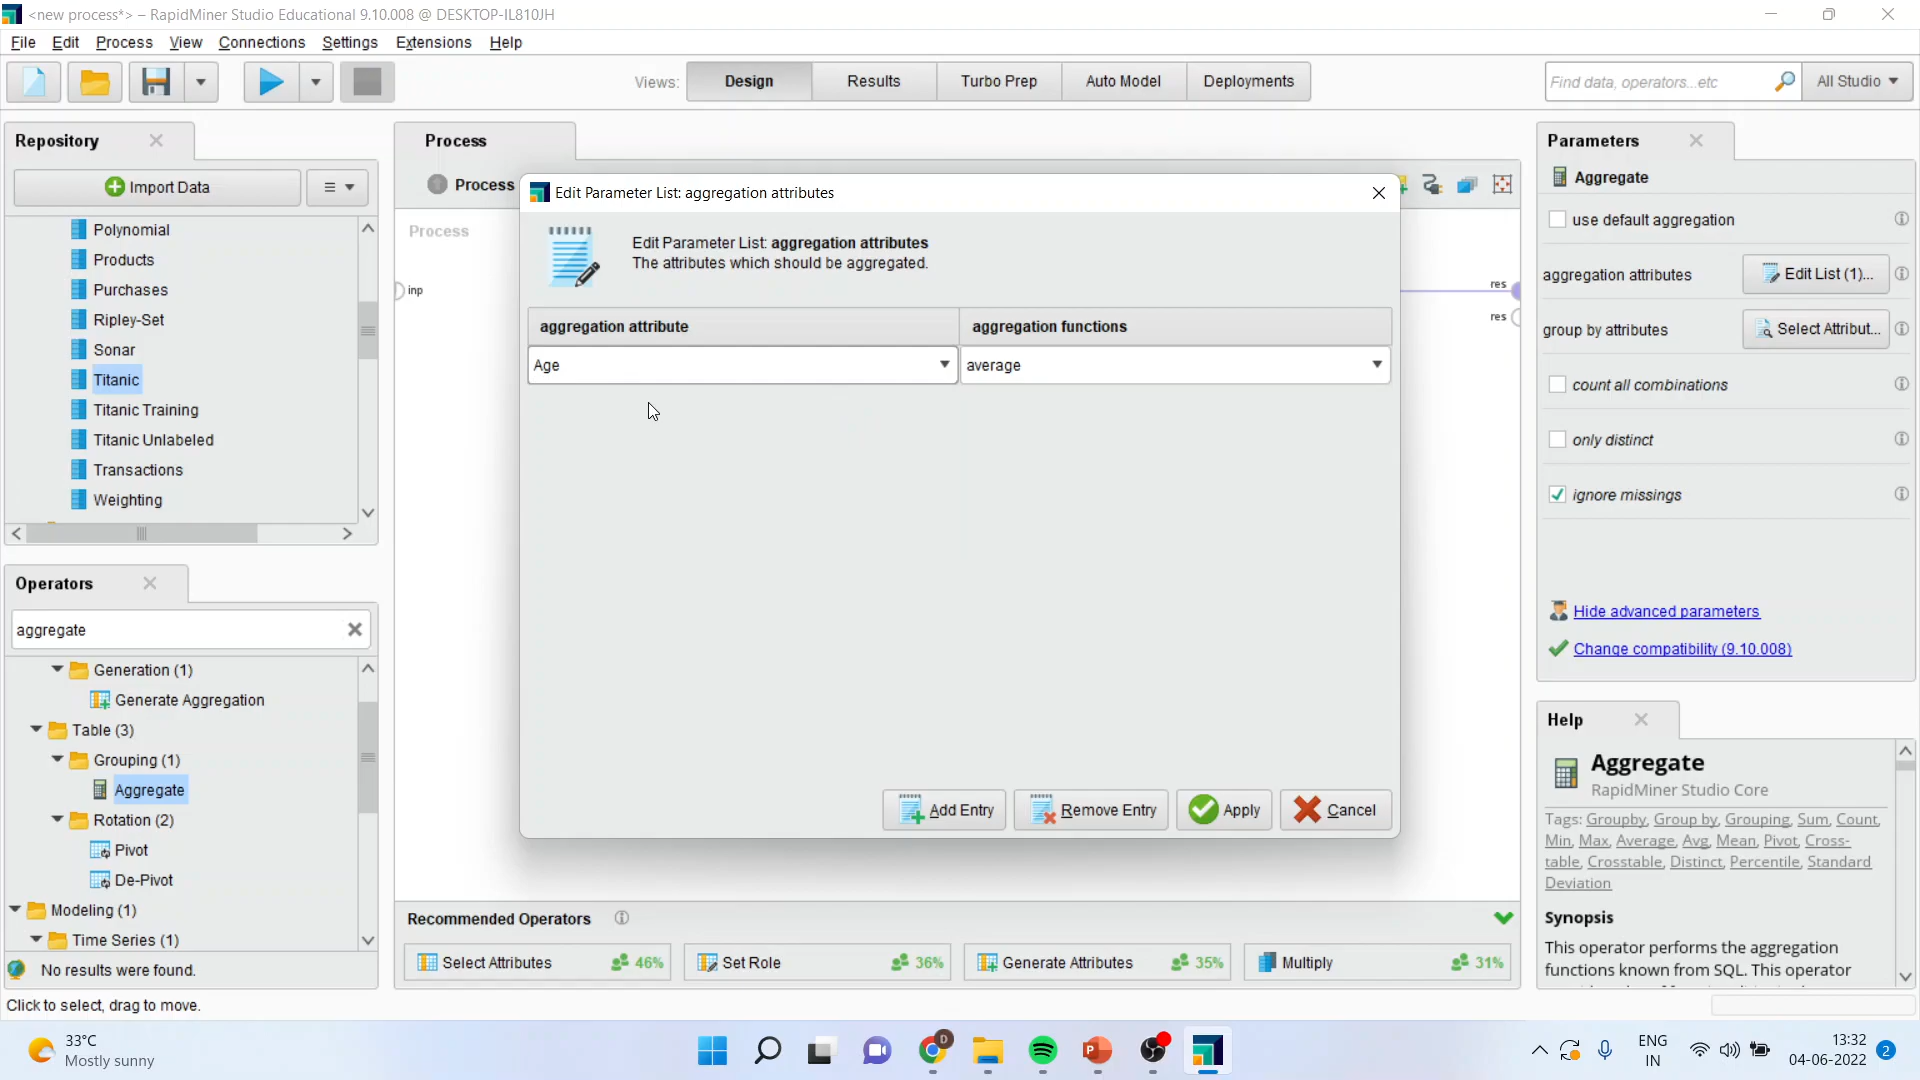 <new process*> – RapidMiner Studio Educational 9.10.008 @ DESKTOP-IL810JH
File Edit Process View Connections Settings Extensions Help
Views: Design Results Turbo Prep Auto Model Deployments
Find data, operators...etc All Studio
Repository
Import Data
Polynomial
Products
Purchases
Ripley-Set
Sonar
Titanic
Titanic Training
Titanic Unlabeled
Transactions
Weighting
Operators
aggregate
Generation (1)
Generate Aggregation
Table (3)
Grouping (1)
Aggregate
Rotation (2)
Pivot
De-Pivot
Modeling (1)
Time Series (1)
No results were found.
Click to select, drag to move.
Process
Process
Process
inp
res
res
Edit Parameter List: aggregation attributes
Edit Parameter List: aggregation attributes
The attributes which should be aggregated.
aggregation attribute aggregation functions
Age average
Add Entry Remove Entry Apply Cancel
Recommended Operators
Select Attributes 46% Set Role 36% Generate Attributes 35% Multiply 31%
Parameters
Aggregate
use default aggregation
aggregation attributes Edit List (1)...
group by attributes Select Attribut...
count all combinations
only distinct
ignore missings
Hide advanced parameters
Change compatibility (9.10.008)
Help
Aggregate
RapidMiner Studio Core
Tags: Groupby, Group by, Grouping, Sum, Count,
Min, Max, Average, Avg, Mean, Pivot, Cross-
table, Crosstable, Distinct, Percentile, Standard
Deviation
Synopsis
This operator performs the aggregation
functions known from SQL. This operator
33°C
Mostly sunny
D
ENG
IN
13:32
04-06-2022
2